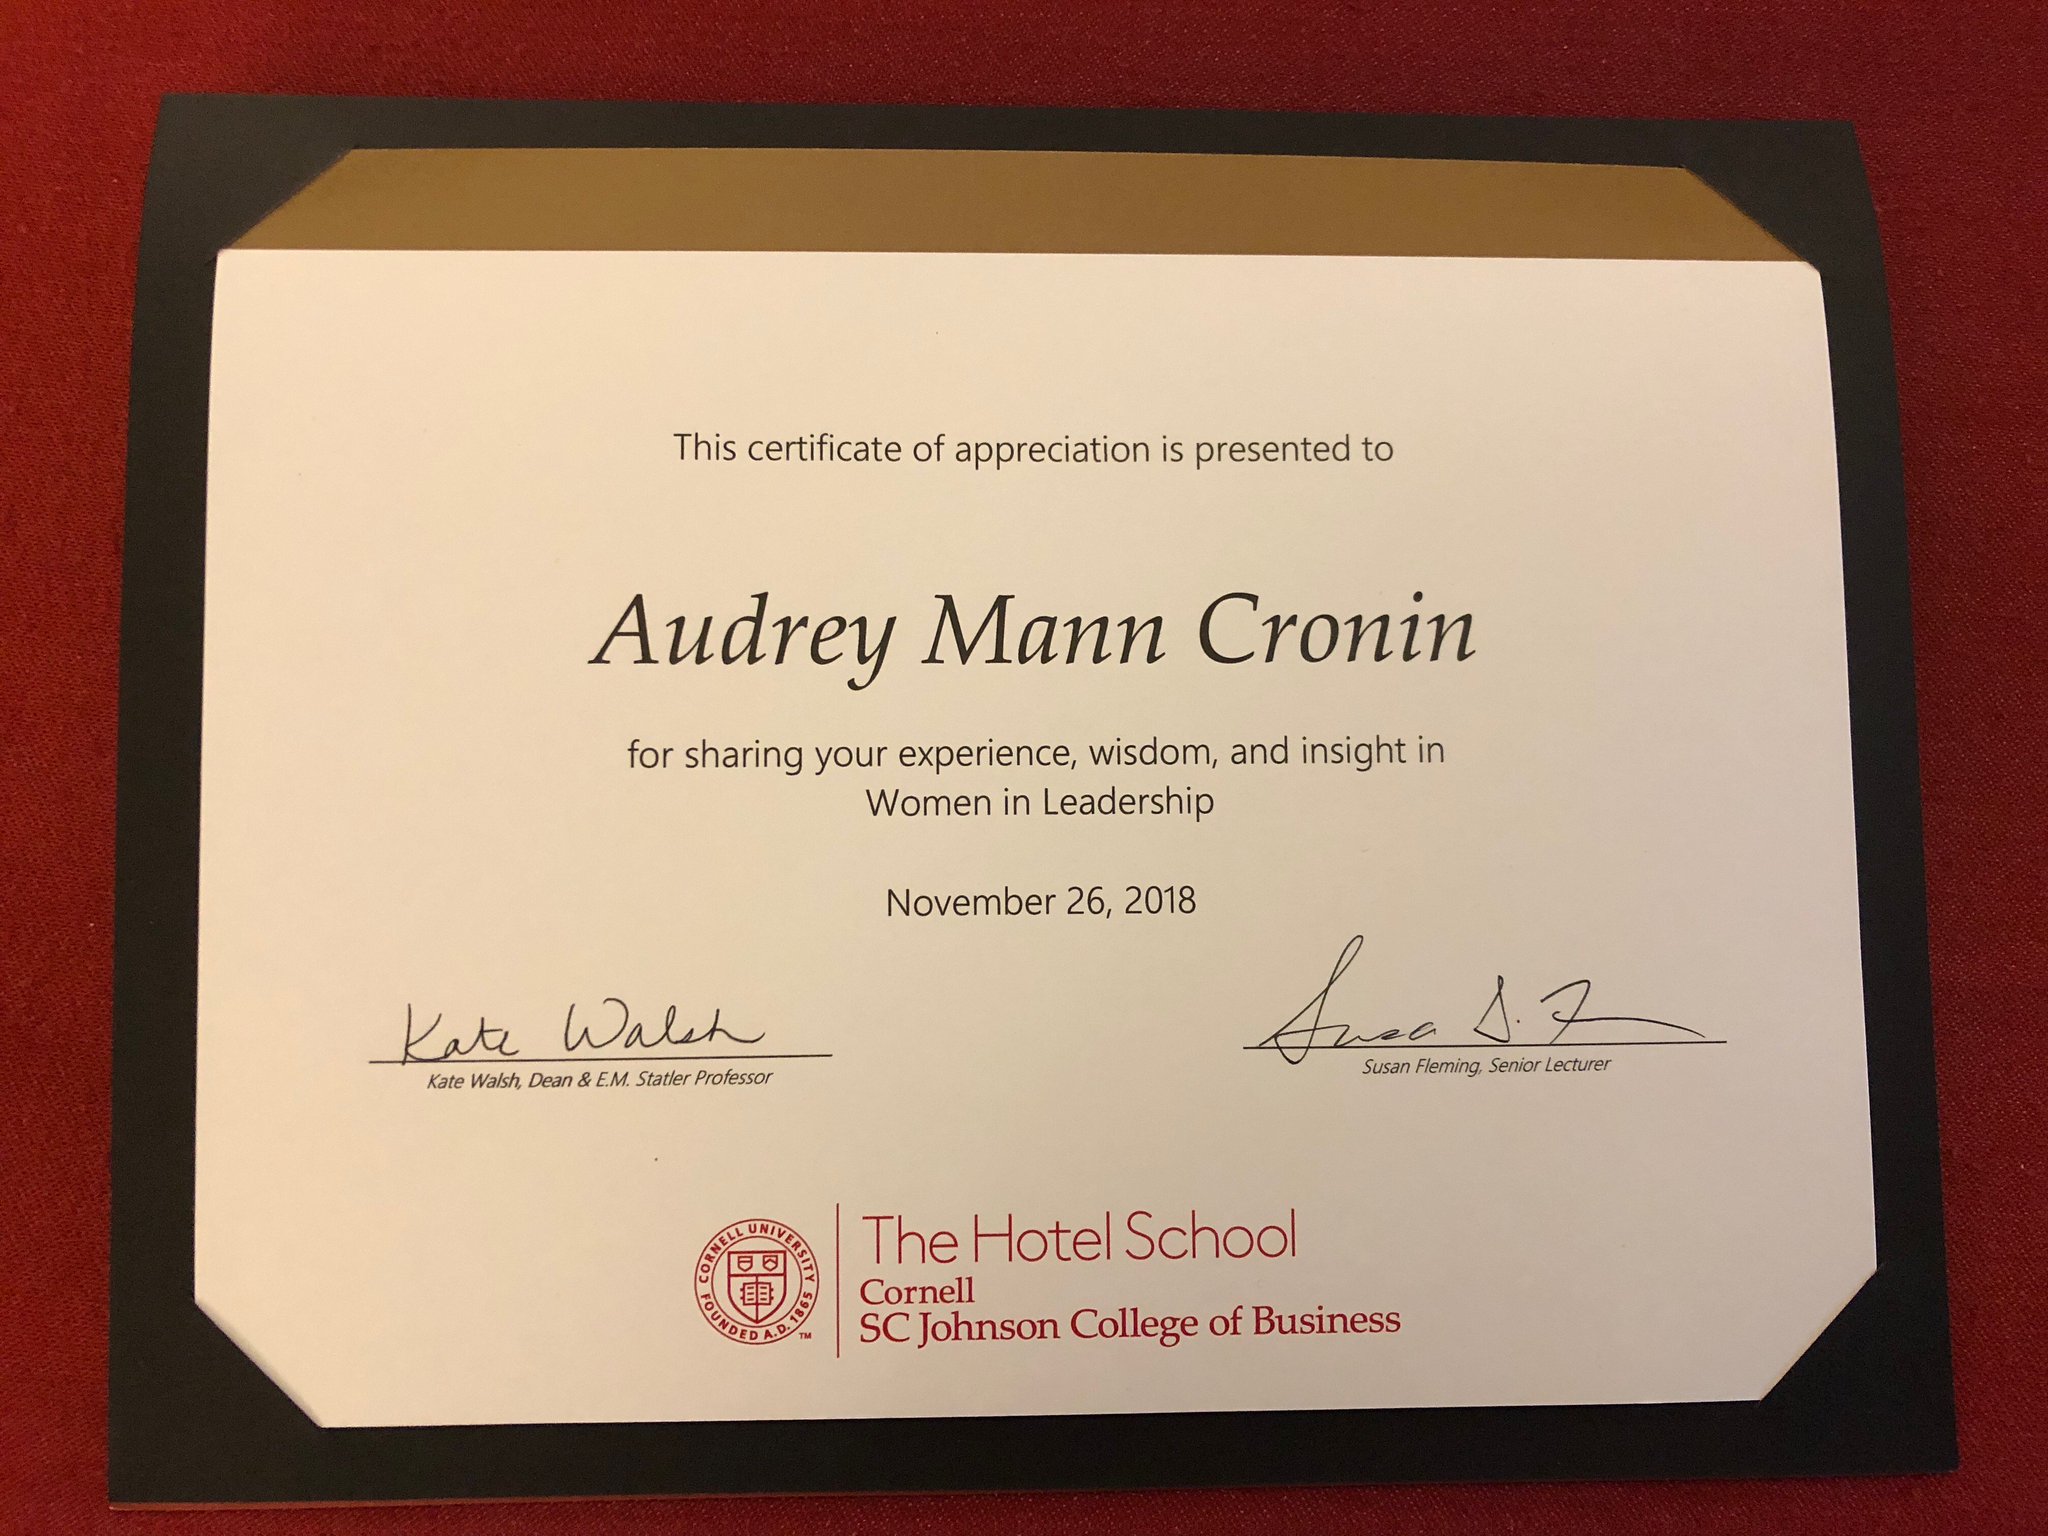 This certificate of appreciation is presented to
Audrey Mann Cronin
for sharing your experience, wisdom, and insight in
Women in Leadership
November 26, 2018
Kate Walsh
Kate Walsh, Dean & E.M. Statler Professor
Susan S. F
Susan Fleming, Senior Lecturer
CORNELL UNIVERSITY
FOUNDED A.D. 1865
TM
The Hotel School
Cornell
SC Johnson College of Business